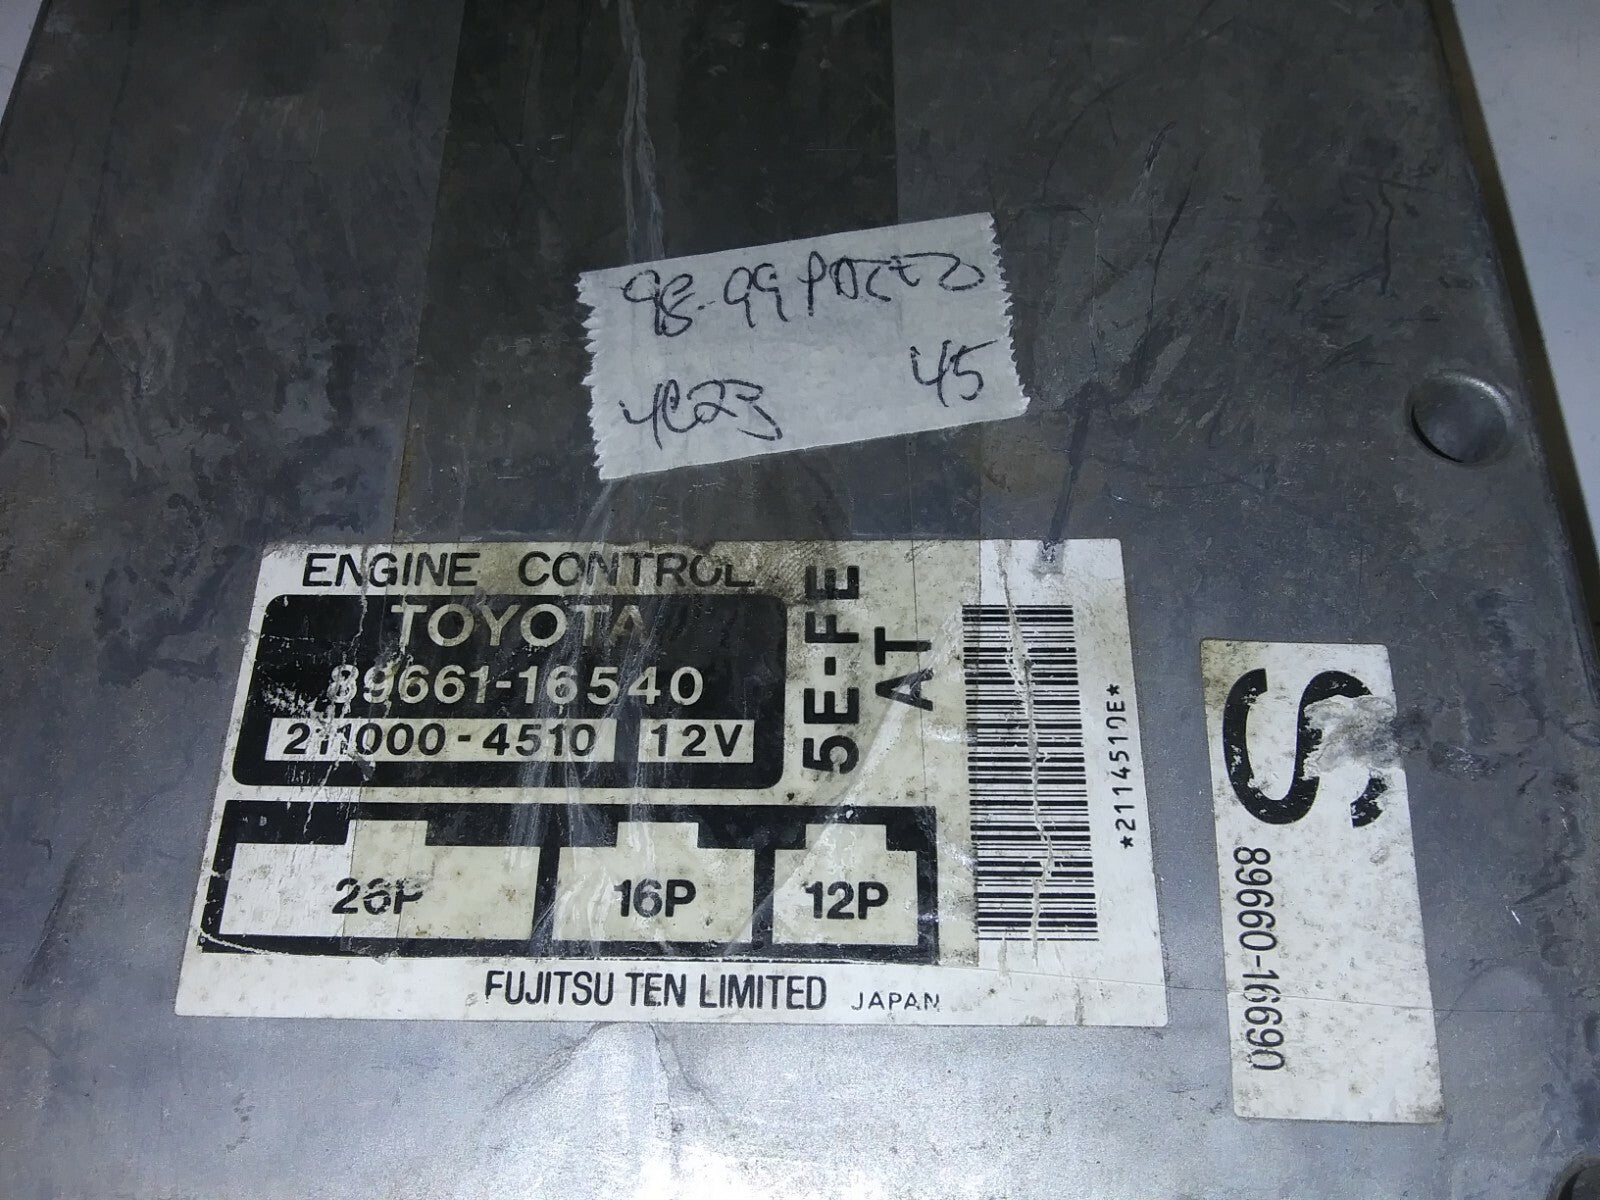 98-99 PASEO
4C23 45
ENGINE CONTROL
TOYOTA
89661-16540
211000-4510 12V
5E-FE
AT
26P 16P 12P
*2114510E*
FUJITSU TEN LIMITED JAPAN
S
89660-16690